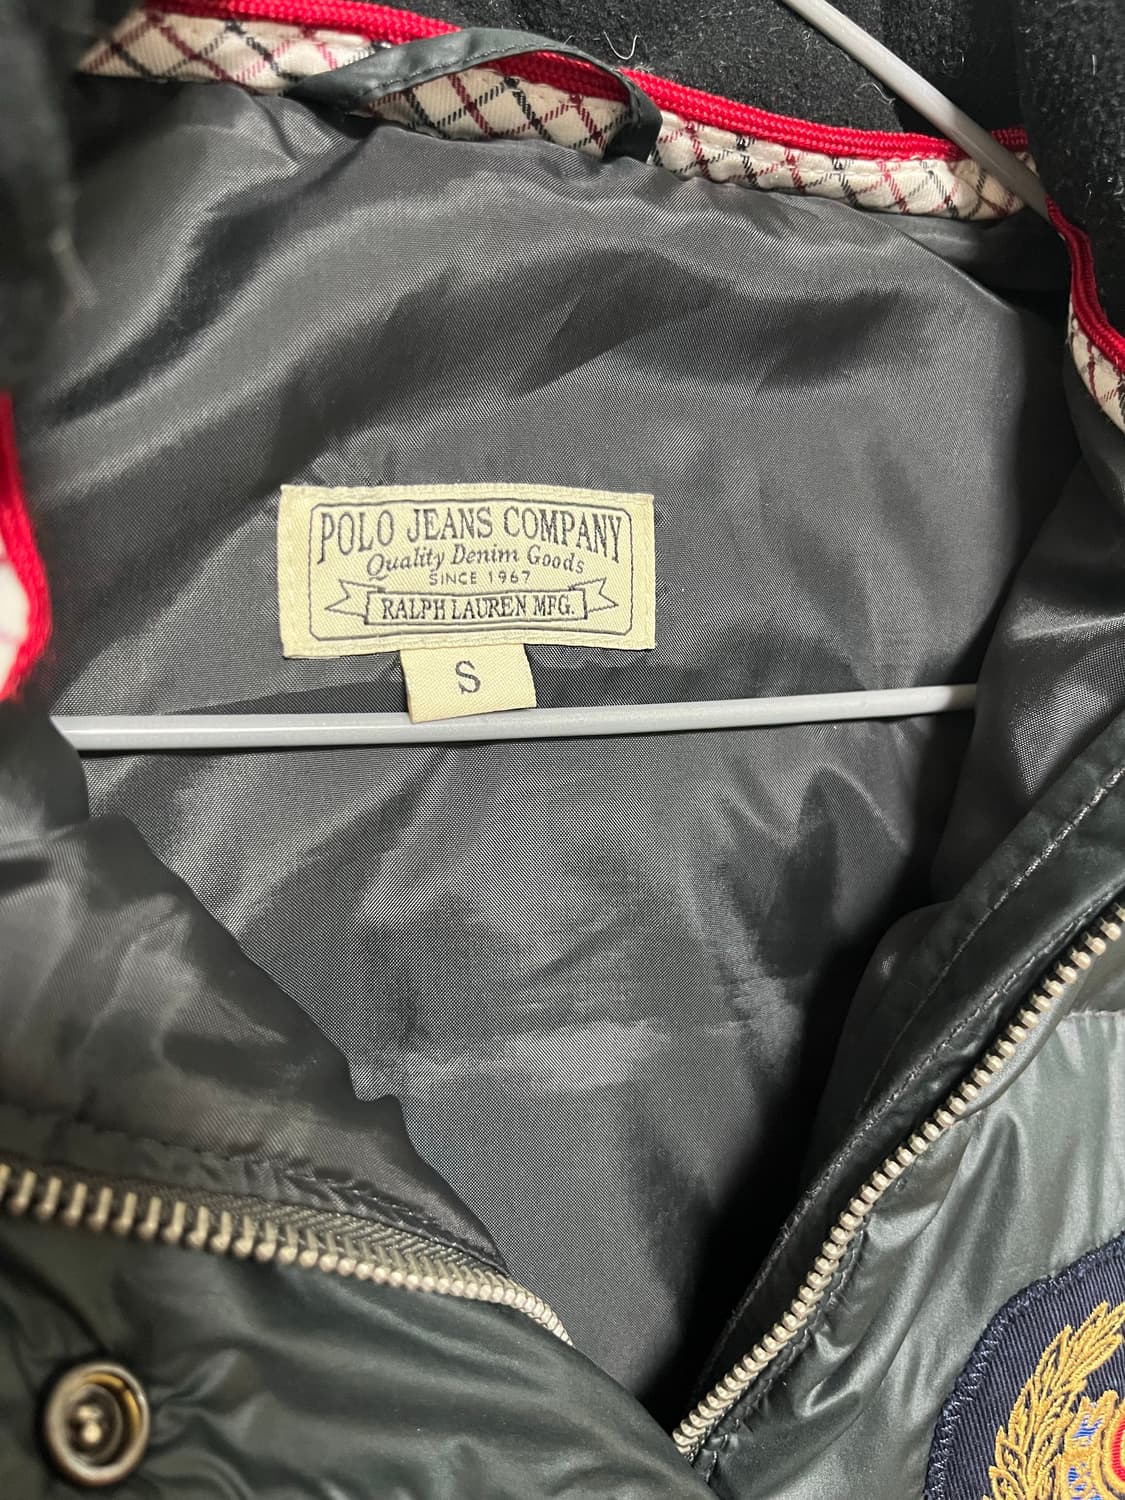 POLO JEANS COMPANY
Quality Denim Goods
SINCE 1967
RALPH LAUREN MFG.
S